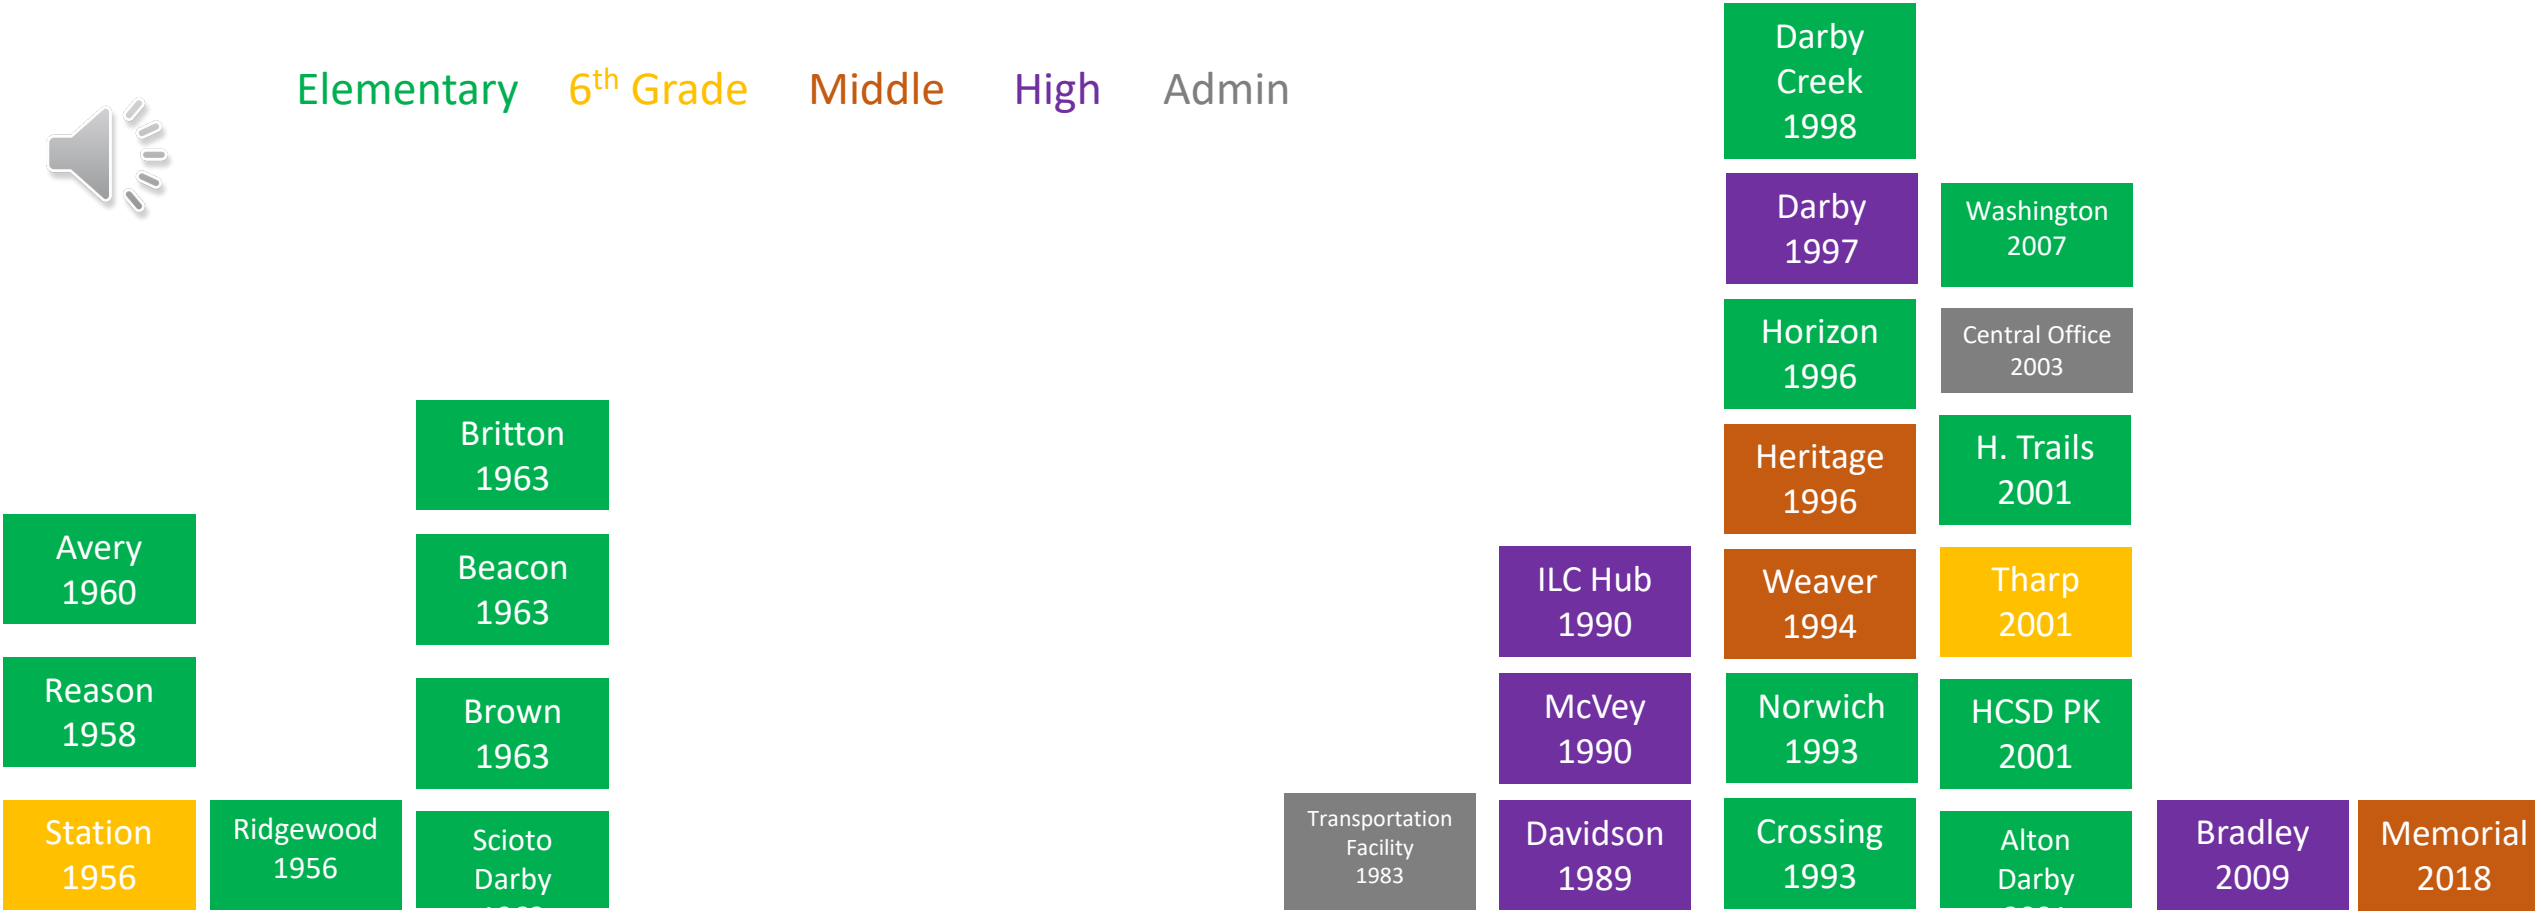 Elementary 6th Grade Middle High Admin
Avery
1960
Reason
1958
Station
1956
Ridgewood
1956
Britton
1963
Beacon
1963
Brown
1963
Scioto
Darby
Transportation
Facility
1983
ILC Hub
1990
McVey
1990
Davidson
1989
Darby
Creek
1998
Darby
1997
Horizon
1996
Heritage
1996
Weaver
1994
Norwich
1993
Crossing
1993
Washington
2007
Central Office
2003
H. Trails
2001
Tharp
2001
HCSD PK
2001
Alton
Darby
Bradley
2009
Memorial
2018